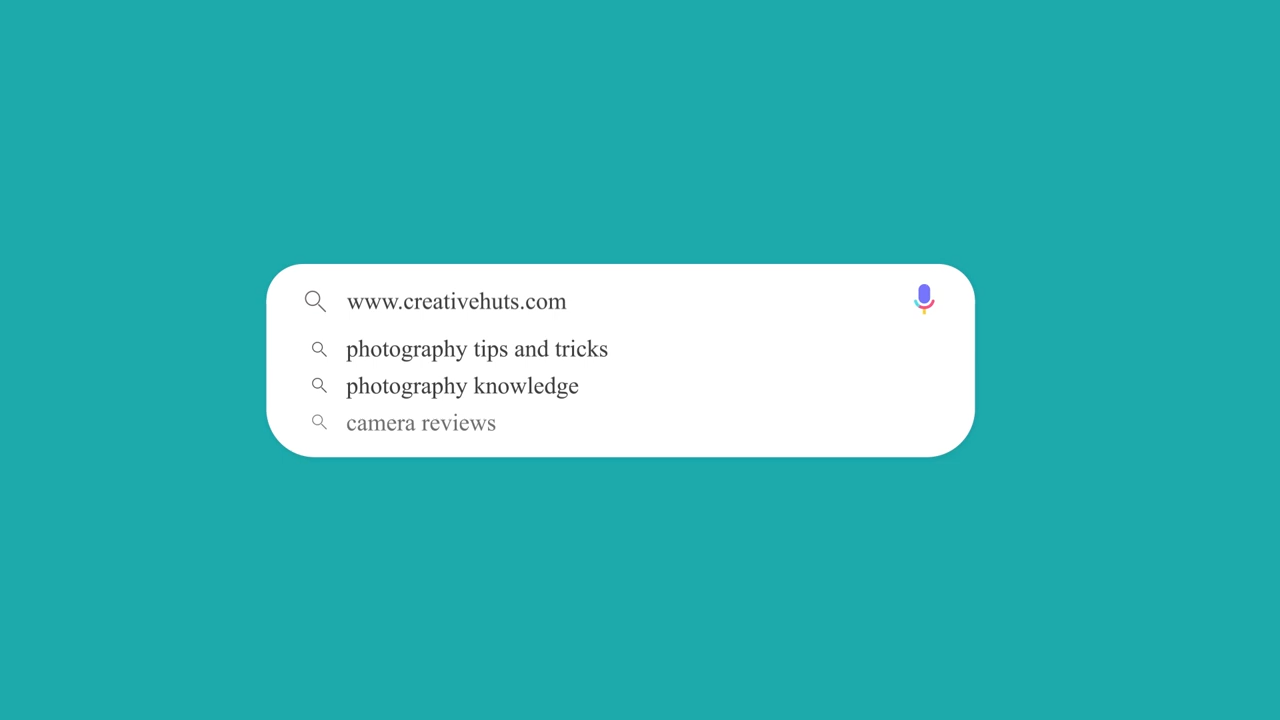 www.creativehuts.com
photography tips and tricks
photography knowledge
camera reviews